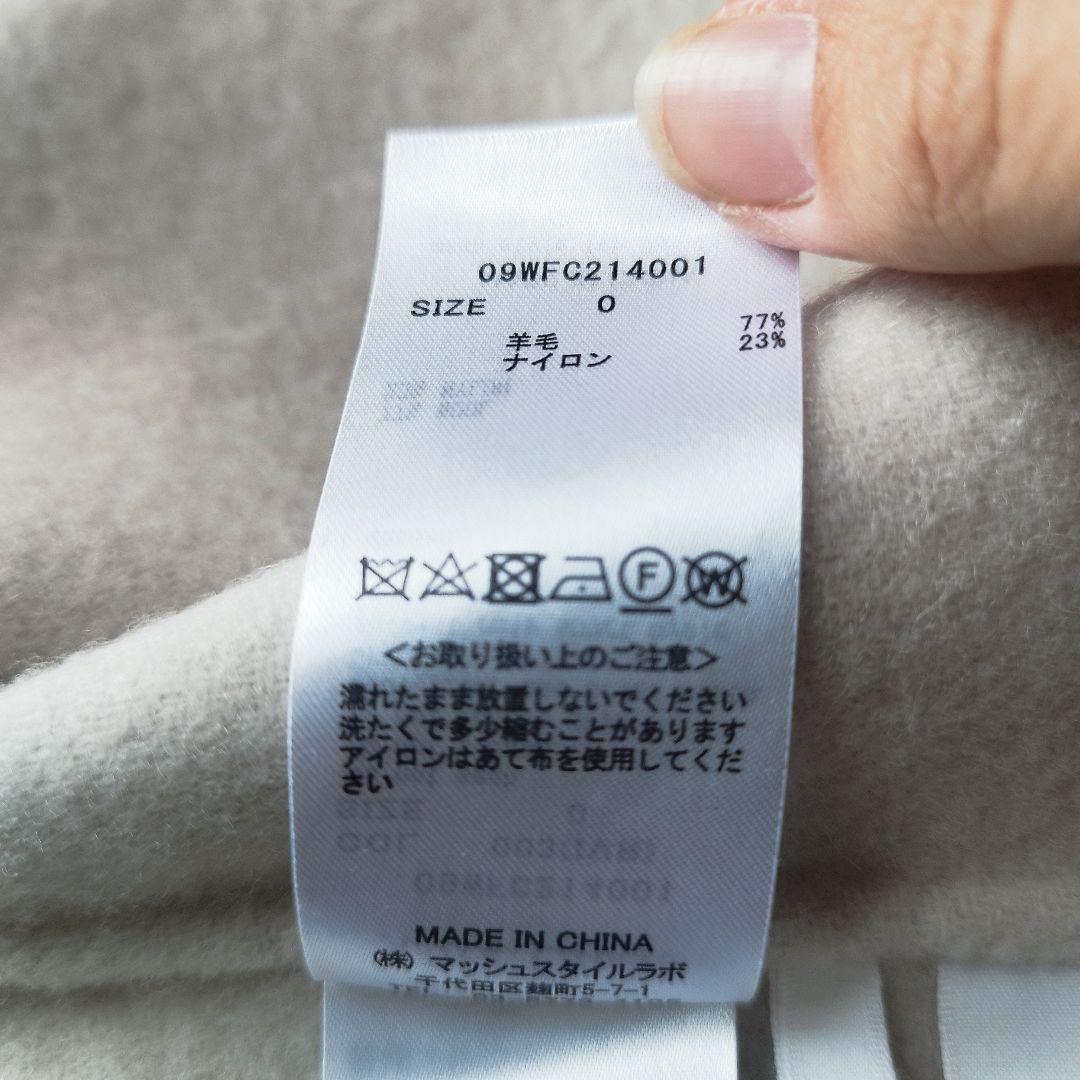 09WFC214001
SIZE 0
羊毛 77%
ナイロン 23%
F W
<お取り扱い上のご注意>
濡れたまま放置しないでください
洗たくで多少縮むことがあります
アイロンはあて布を使用してくだ
さい
MADE IN CHINA
(株) マッシュスタイルラボ
千代田区麹町5-7-1